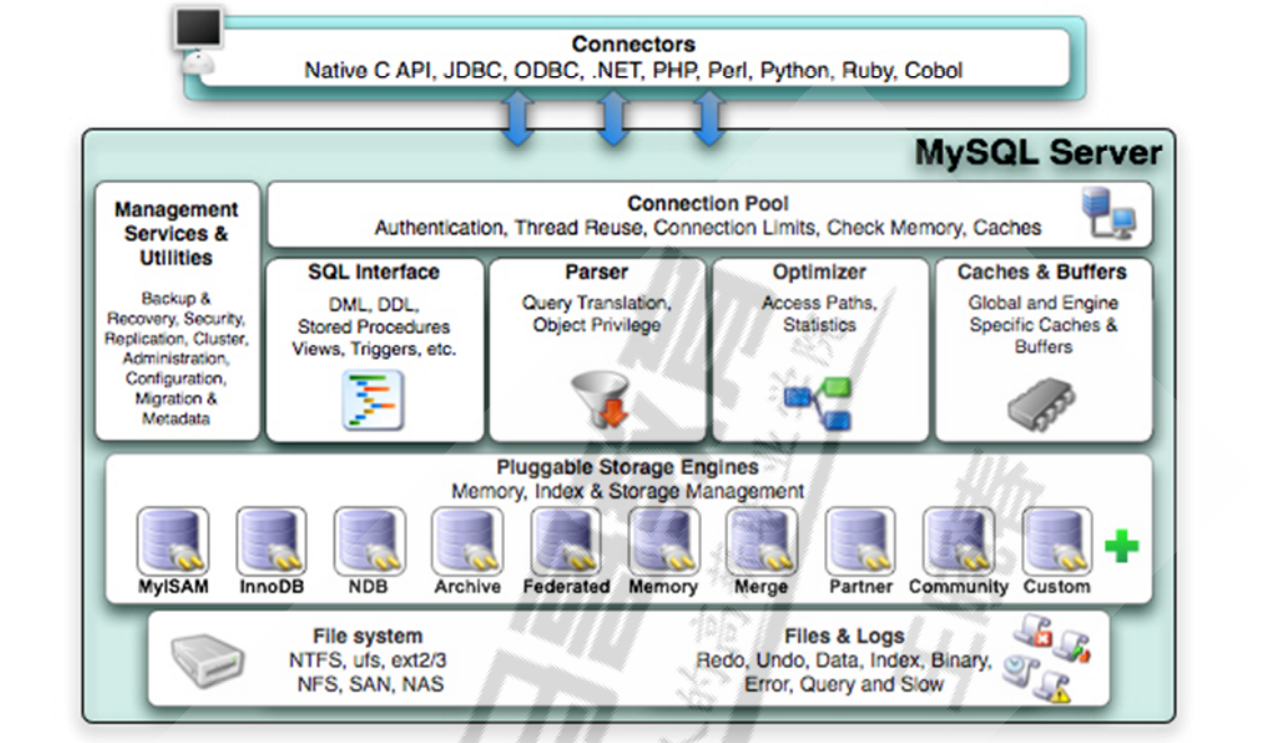 Connectors
Native C API, JDBC, ODBC, .NET, PHP, Perl, Python, Ruby, Cobol
MySQL Server
Management
Services &
Utilities
Backup &
Recovery, Security,
Replication, Cluster,
Administration,
Configuration,
Migration &
Metadata
Connection Pool
Authentication, Thread Reuse, Connection Limits, Check Memory, Caches
SQL Interface
DML, DDL,
Stored Procedures
Views, Triggers, etc.
Parser
Query Translation,
Object Privilege
Optimizer
Access Paths,
Statistics
Caches & Buffers
Global and Engine
Specific Caches &
Buffers
Pluggable Storage Engines
Memory, Index & Storage Management
MyISAM
InnoDB
NDB
Archive
Federated
Memory
Merge
Partner
Community
Custom
File system
NTFS, ufs, ext2/3
NFS, SAN, NAS
Files & Logs
Redo, Undo, Data, Index, Binary,
Error, Query and Slow